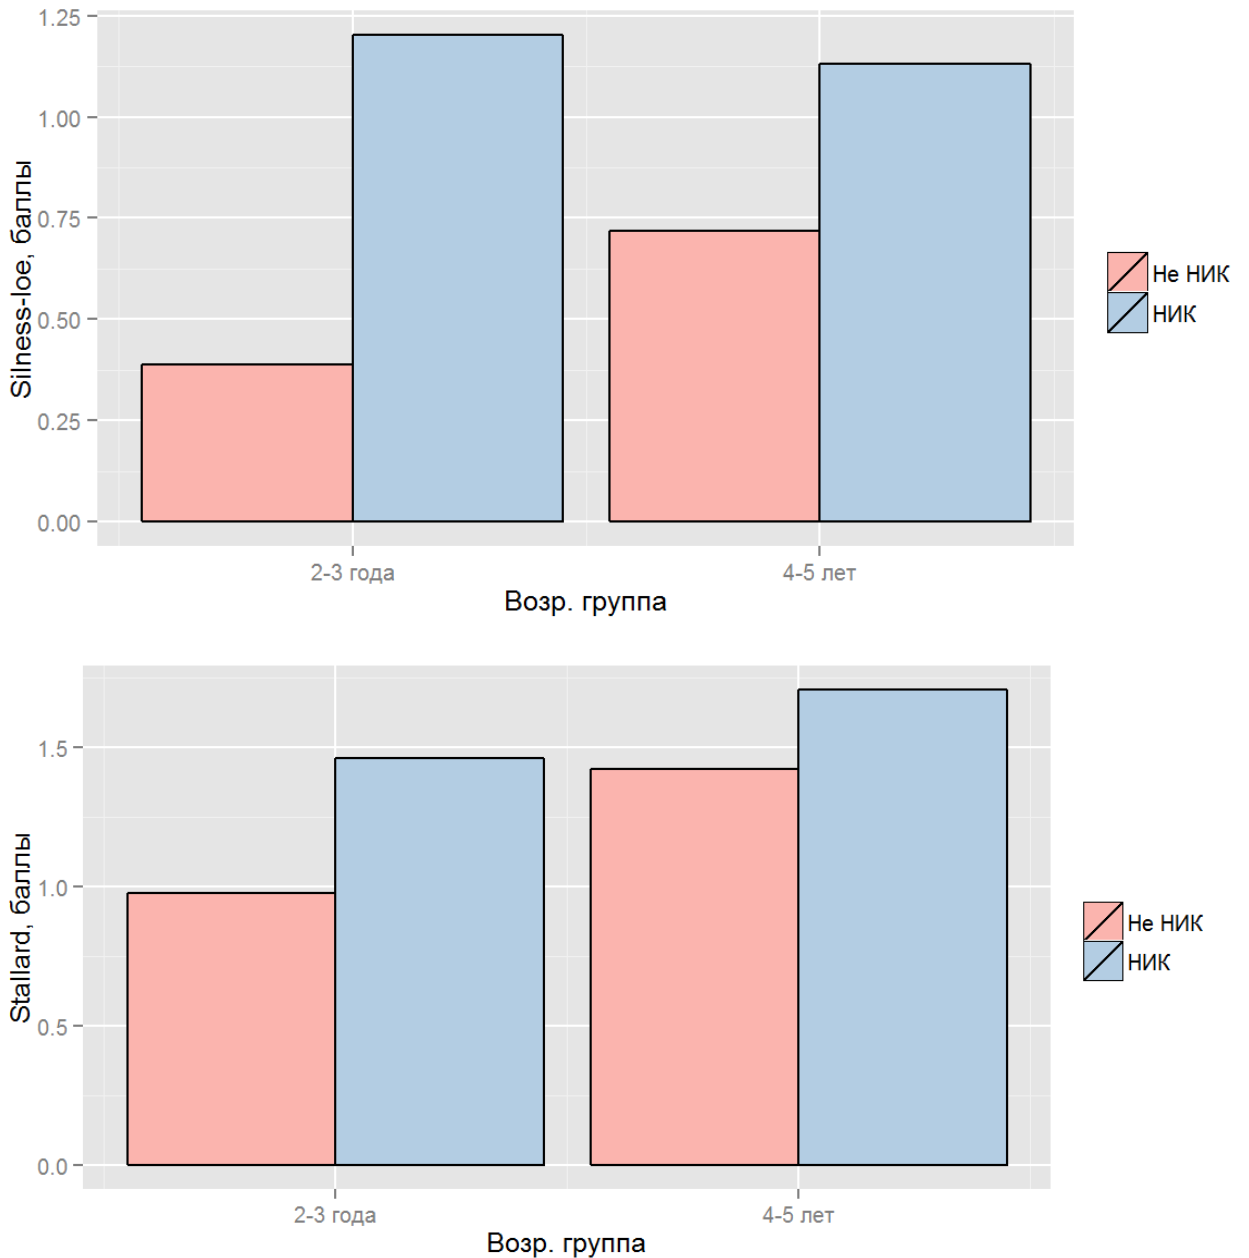 Silness-loe, баллы
1.25
1.00
0.75
0.50
0.25
0.00
2-3 года
4-5 лет
Возр. группа
Не НИК
НИК
Stallard, баллы
1.5
1.0
0.5
0.0
2-3 года
4-5 лет
Возр. группа
Не НИК
НИК